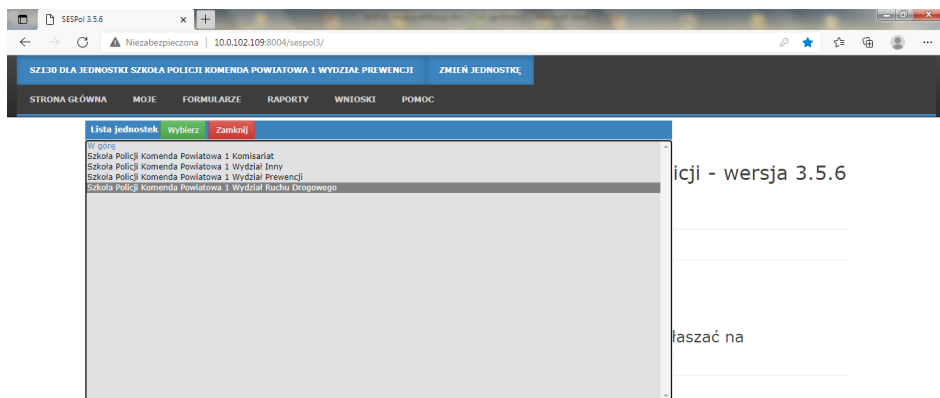 SESPol 3.5.6
Niezabezpieczona | 10.0.102.109:8004/sespol3/
SZ130 DLA JEDNOSTKI SZKOŁA POLICJI KOMENDA POWIATOWA 1 WYDZIAŁ PREWENCJI ZMIEŃ JEDNOSTKĘ
STRONA GŁÓWNA MOJE FORMULARZE RAPORTY WNIOSKI POMOC
Lista jednostek Wybierz Zamknij
W górę
Szkoła Policji Komenda Powiatowa 1 Komisariat
Szkoła Policji Komenda Powiatowa 1 Wydział Inny
Szkoła Policji Komenda Powiatowa 1 Wydział Prewencji
Szkoła Policji Komenda Powiatowa 1 Wydział Ruchu Drogowego
icji - wersja 3.5.6
łaszać na